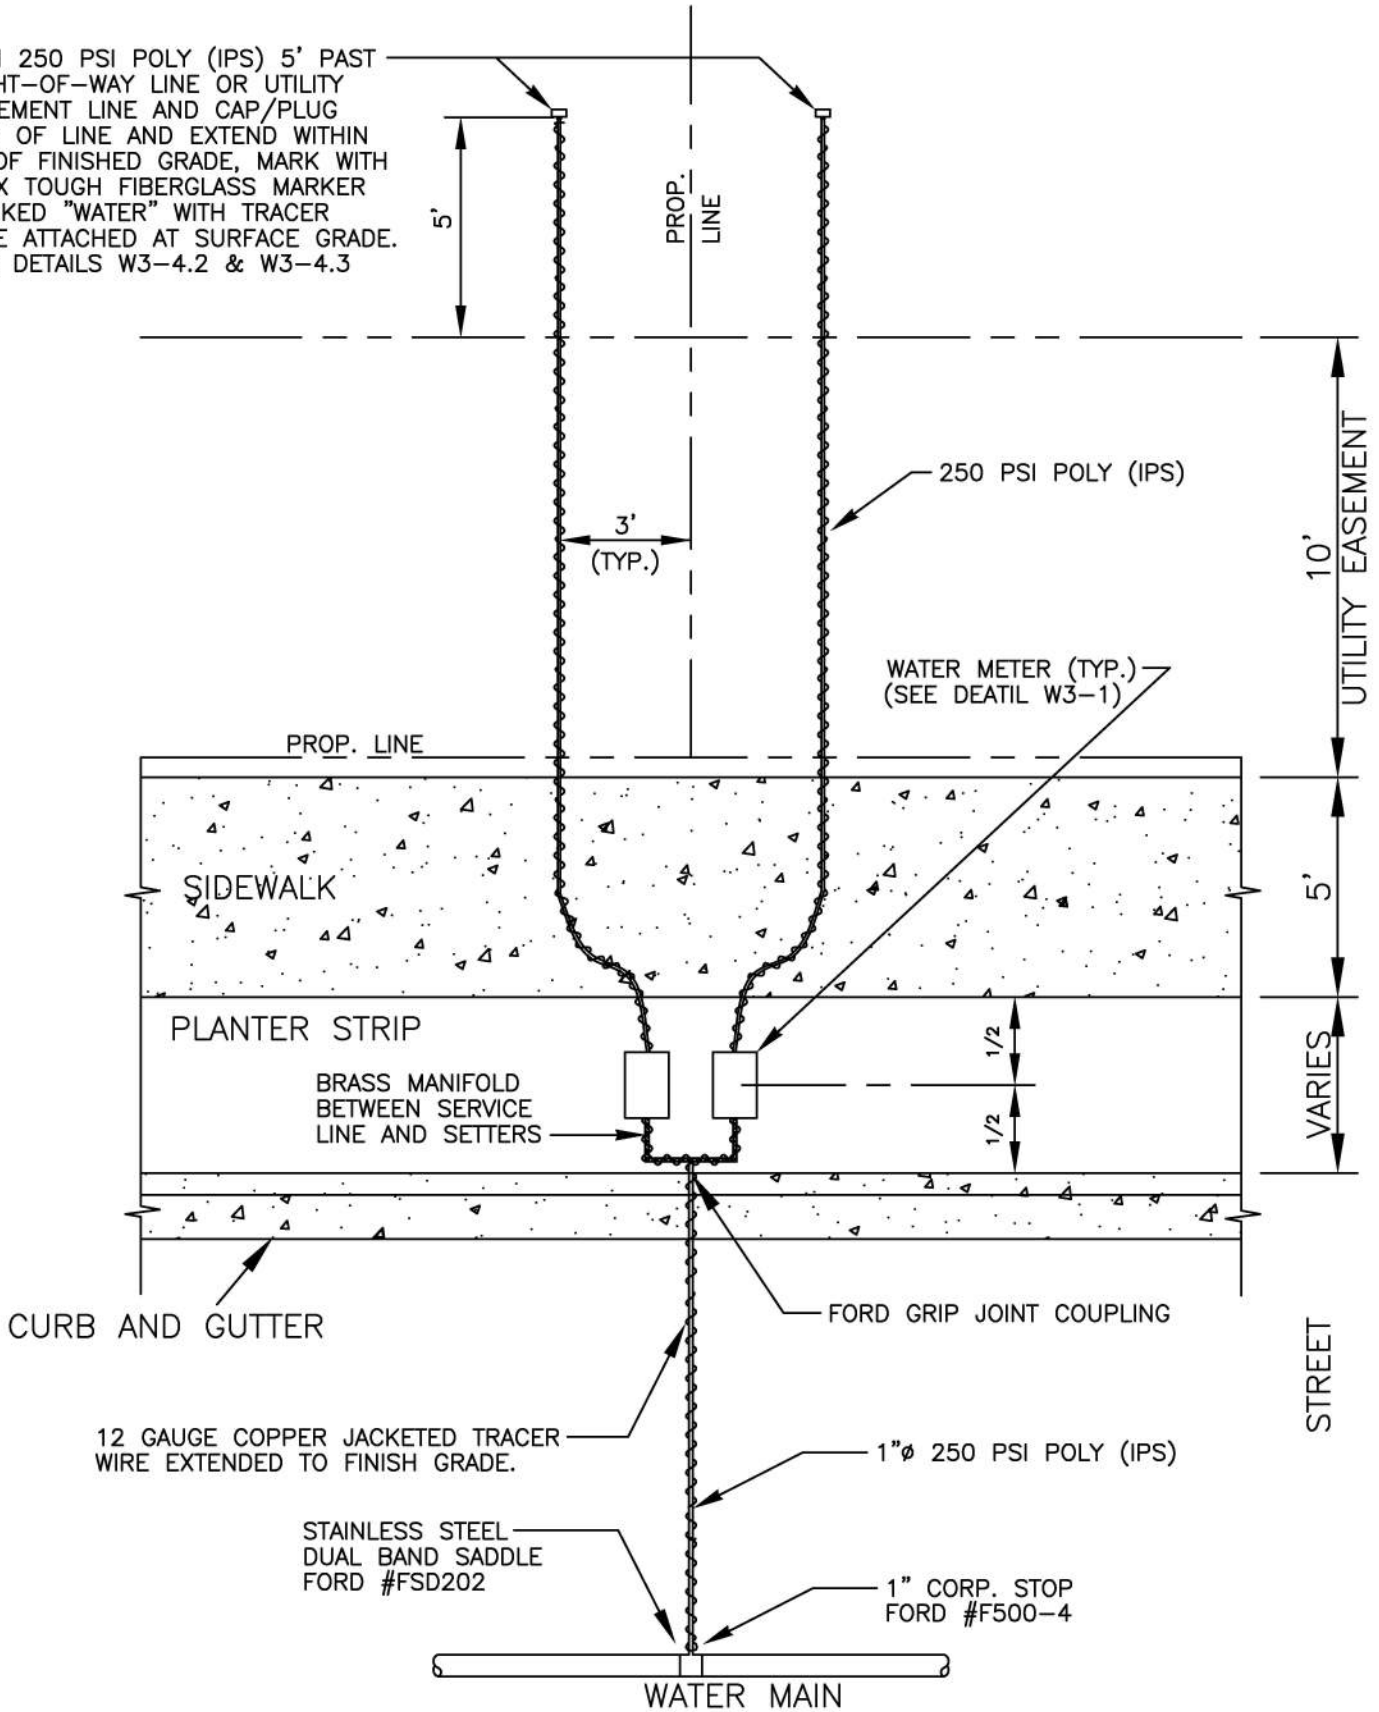 250 PSI POLY (IPS) 5' PAST
HT-OF-WAY LINE OR UTILITY
EMENT LINE AND CAP/PLUG
OF LINE AND EXTEND WITHIN
OF FINISHED GRADE, MARK WITH
X TOUGH FIBERGLASS MARKER
KED "WATER" WITH TRACER
E ATTACHED AT SURFACE GRADE.
DETAILS W3-4.2 & W3-4.3
5'
PROP.
LINE
250 PSI POLY (IPS)
3'
(TYP.)
10'
UTILITY EASEMENT
WATER METER (TYP.)
(SEE DEATIL W3-1)
PROP. LINE
SIDEWALK
5'
PLANTER STRIP
1/2
1/2
VARIES
BRASS MANIFOLD
BETWEEN SERVICE
LINE AND SETTERS
CURB AND GUTTER
FORD GRIP JOINT COUPLING
STREET
12 GAUGE COPPER JACKETED TRACER
WIRE EXTENDED TO FINISH GRADE.
1"ø 250 PSI POLY (IPS)
STAINLESS STEEL
DUAL BAND SADDLE
FORD #FSD202
1" CORP. STOP
FORD #F500-4
WATER MAIN